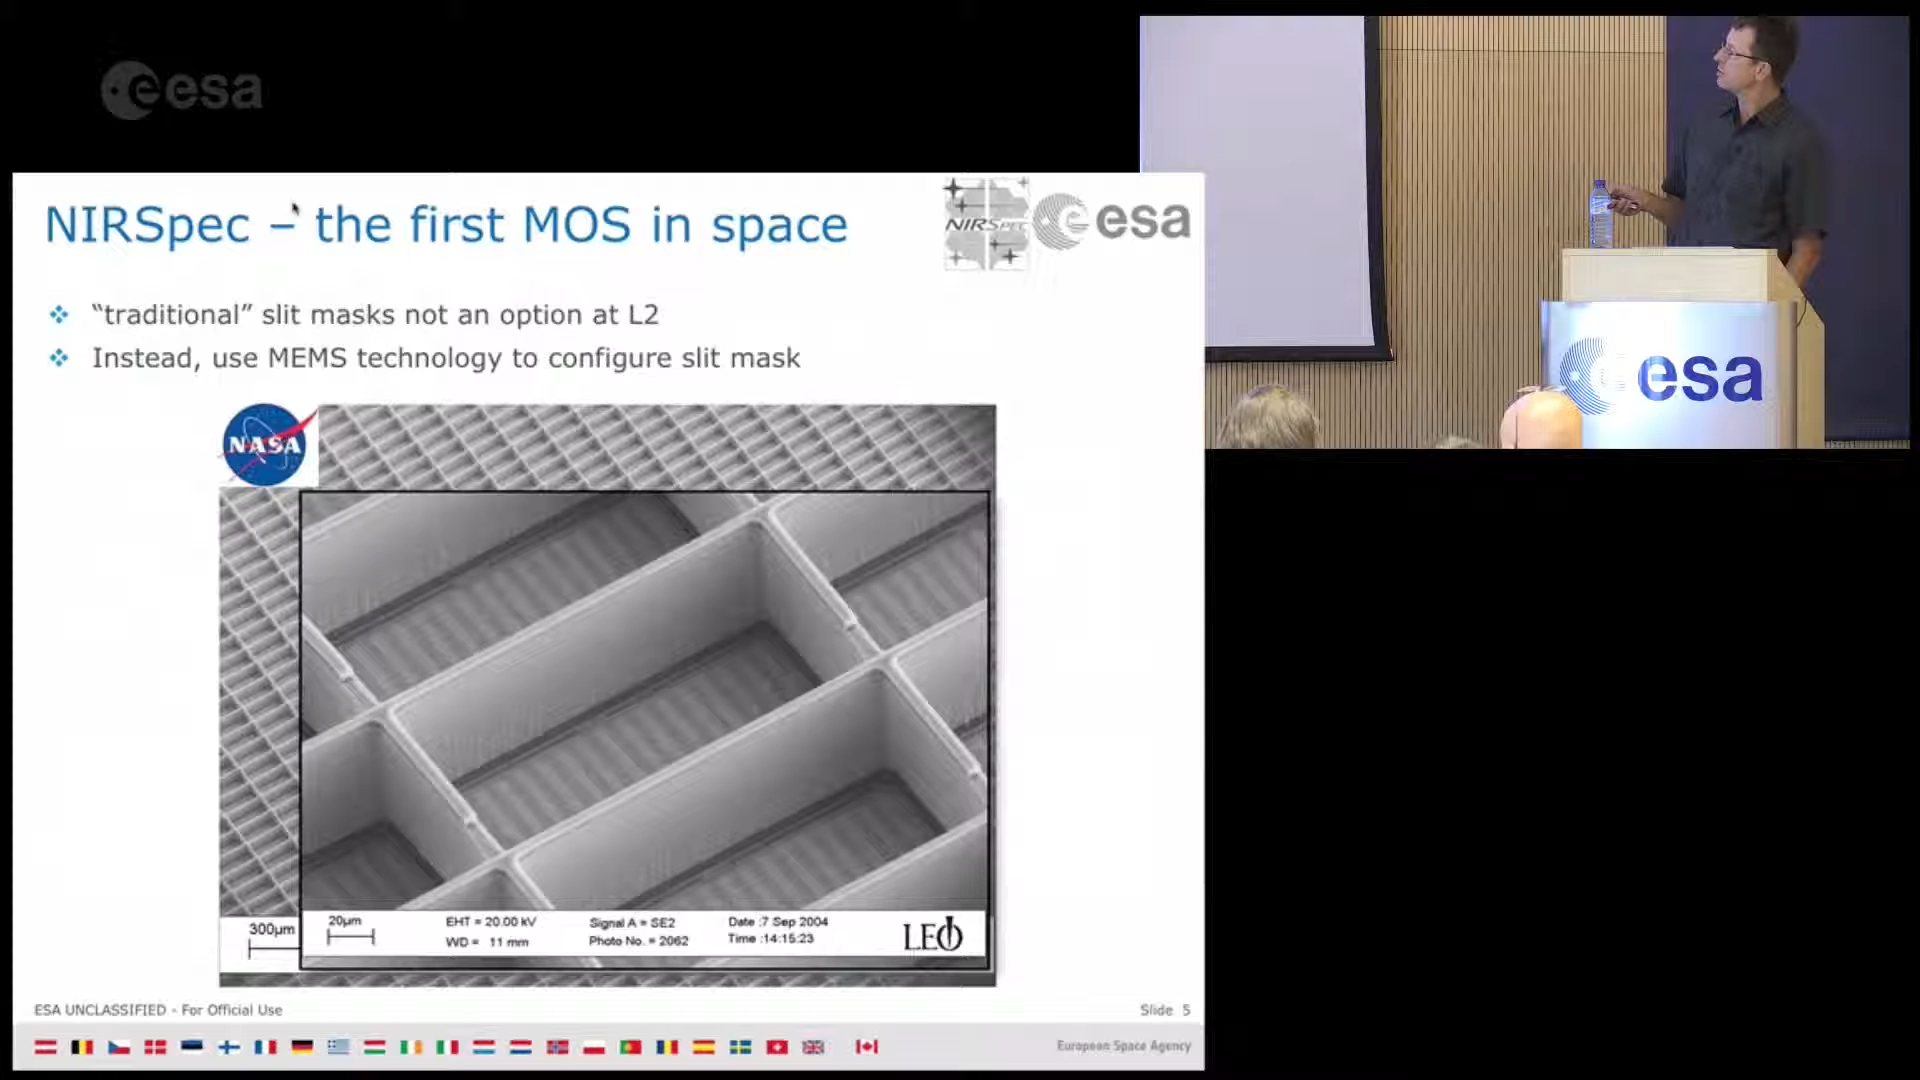 esa
NIRSpec – the first MOS in space
NIRSPEC
esa
“traditional” slit masks not an option at L2
Instead, use MEMS technology to configure slit mask
NASA
300µm
20µm
EHT = 20.00 kV
WD = 11 mm
Signal A = SE2
Photo No. = 2062
Date :7 Sep 2004
Time :14:15:23
LEO
ESA UNCLASSIFIED - For Official Use
Slide 5
European Space Agency
esa